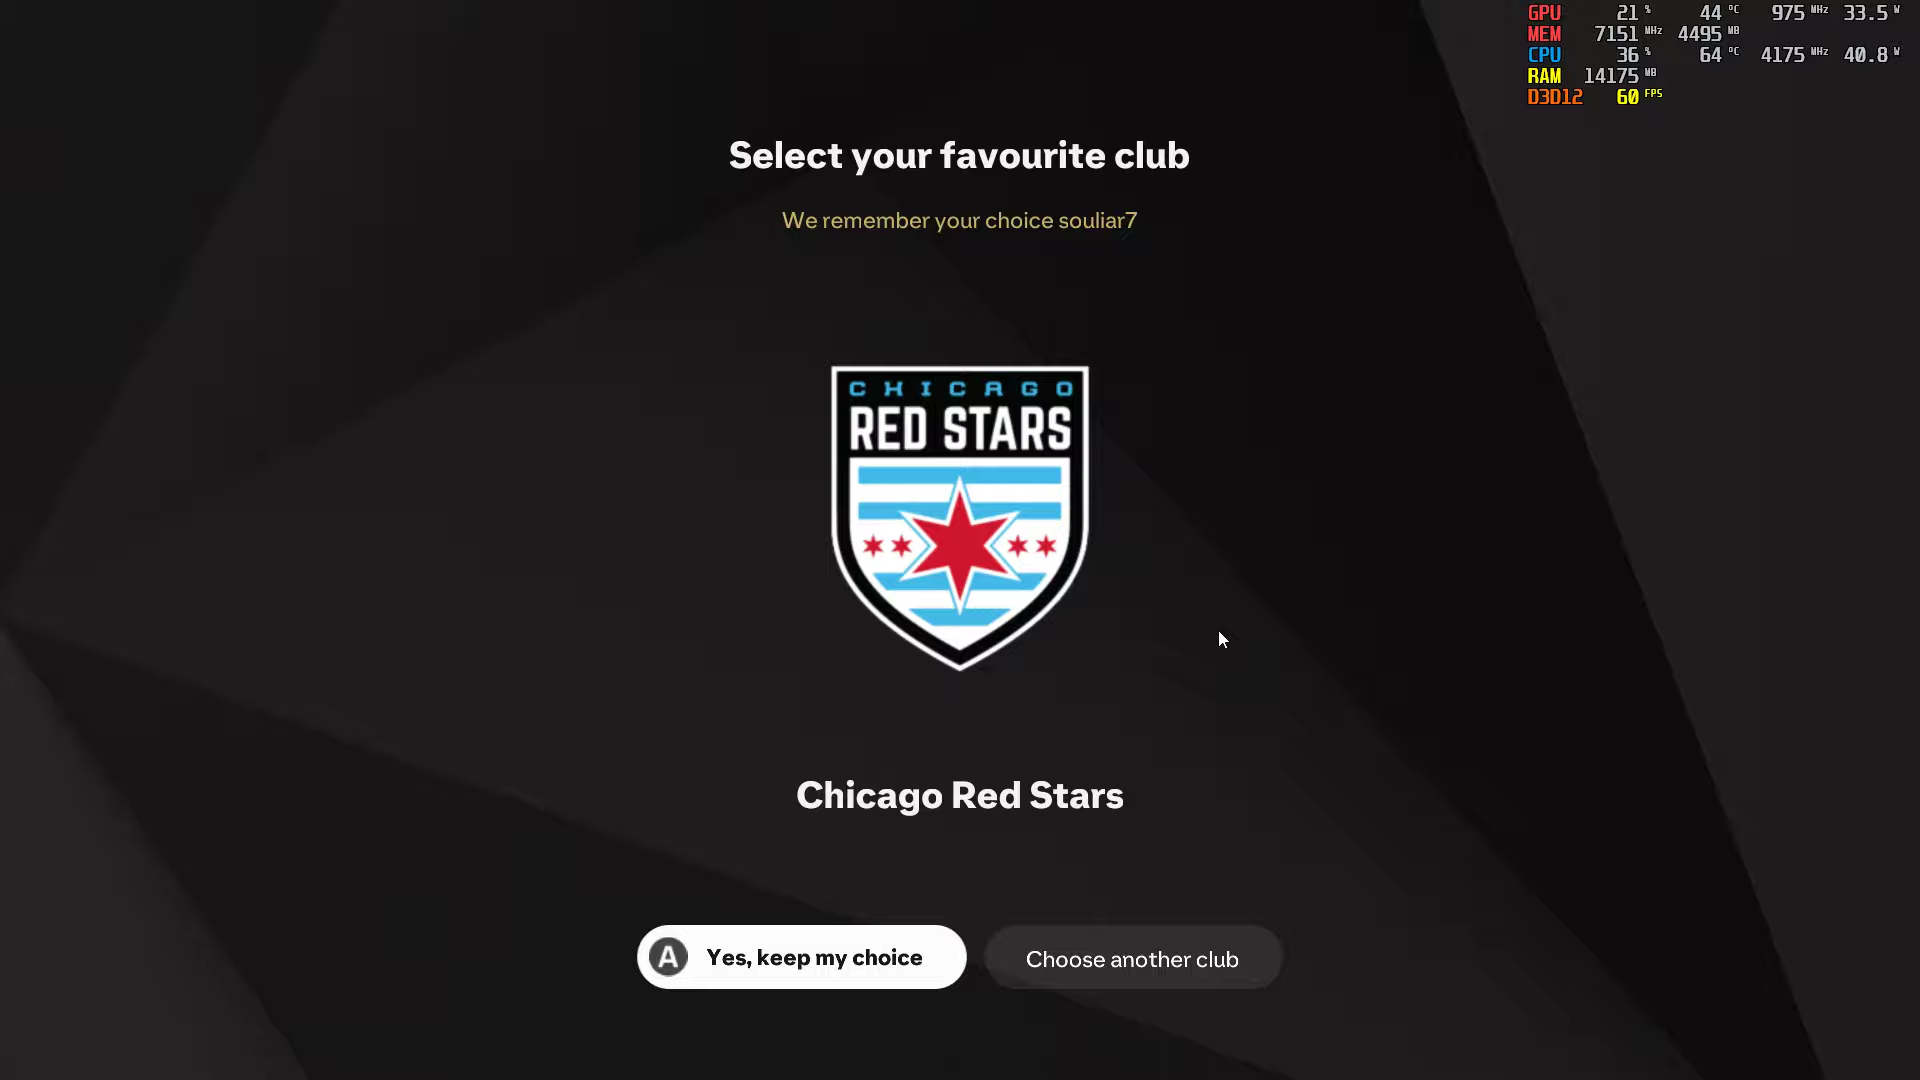 GPU 21 % 44 °C 975 MHz 33.5 W
MEM 7151 MHz 4495 MB
CPU 36 % 64 °C 4175 MHz 40.8 W
RAM 14175 MB
D3D12 60 FPS
Select your favourite club
We remember your choice souliar7
CHICAGO
RED STARS
Chicago Red Stars
A Yes, keep my choice
Choose another club